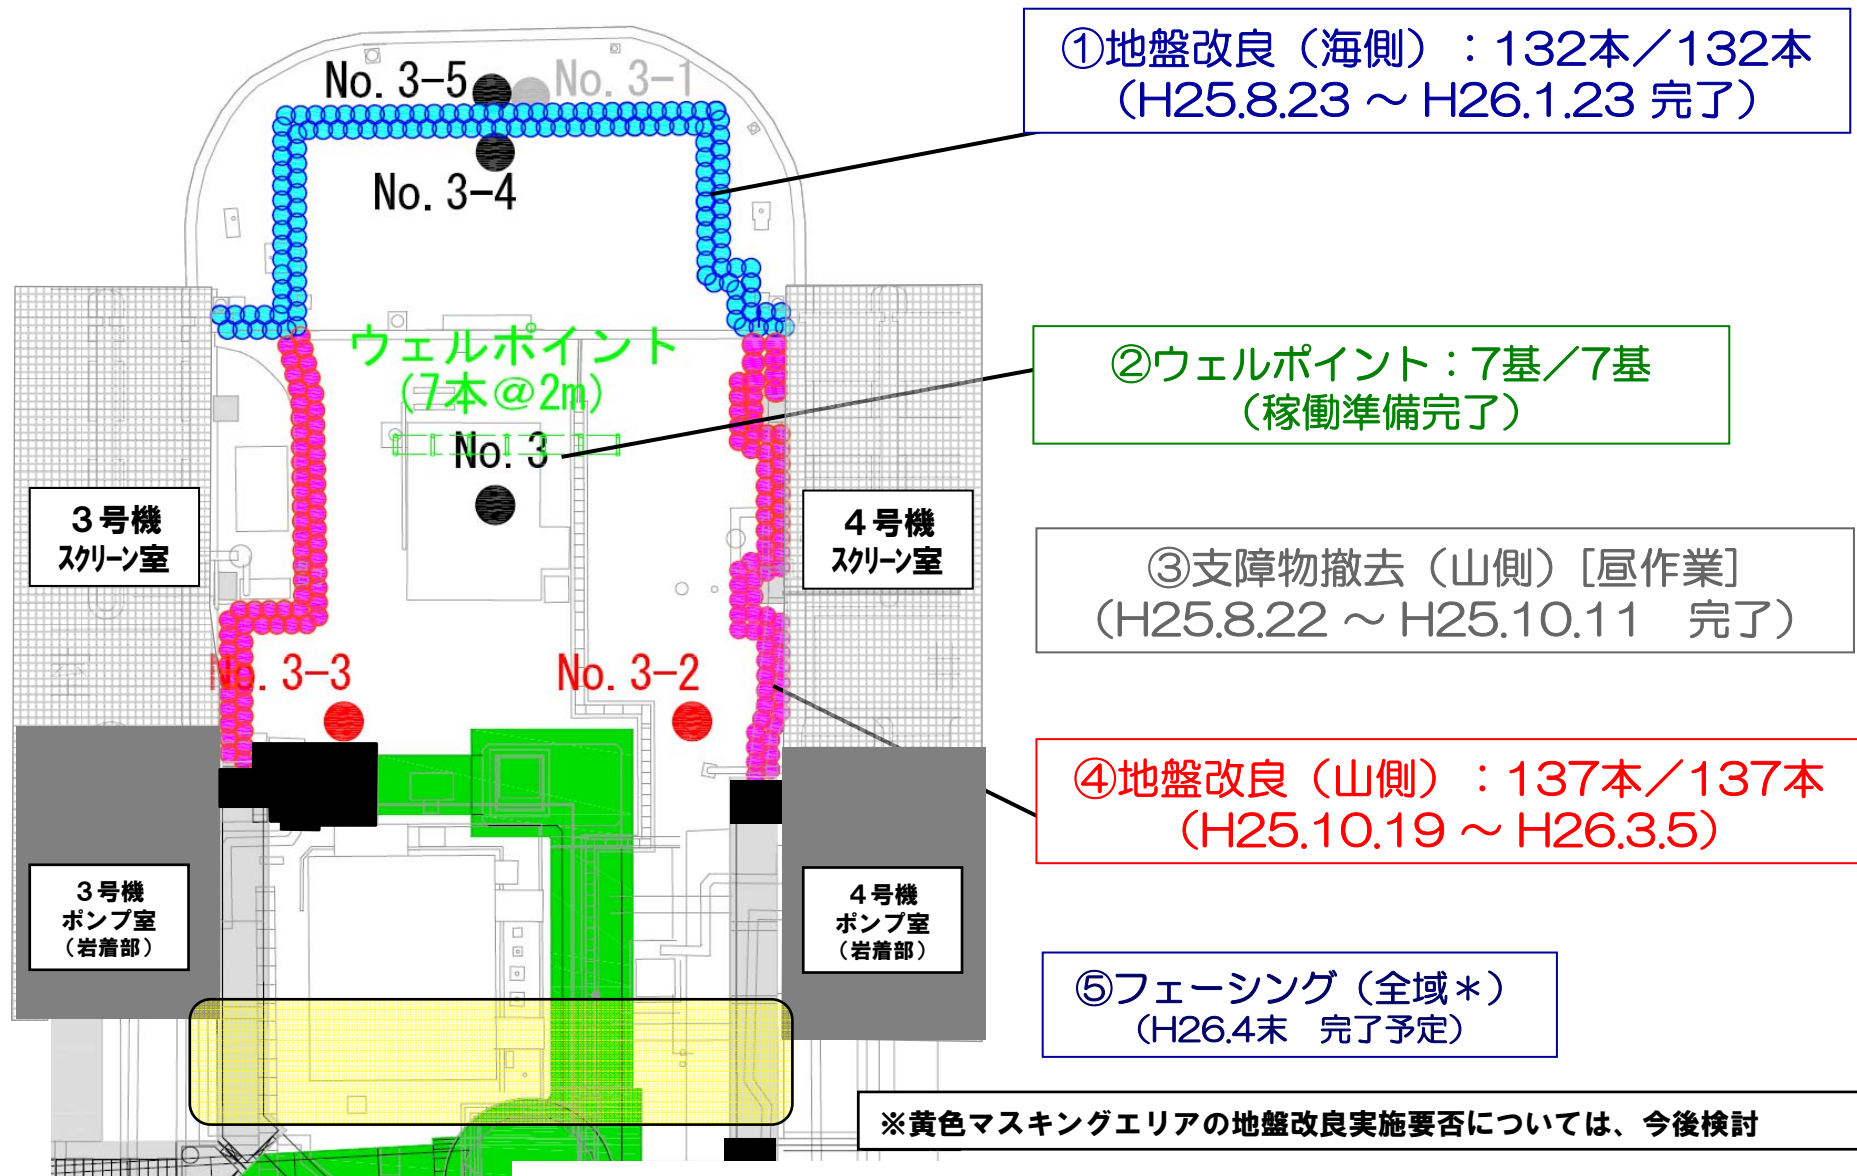 ①地盤改良（海側）：132本／132本
（H25.8.23 ～ H26.1.23 完了）
No. 3-5
No. 3-1
No. 3-4
ウェルポイント
(7本@2m)
②ウェルポイント：7基／7基
（稼働準備完了）
No. 3
3号機
スクリーン室
4号機
スクリーン室
③支障物撤去（山側）[昼作業]
（H25.8.22 ～ H25.10.11　完了）
No. 3-3
No. 3-2
④地盤改良（山側）：137本／137本
（H25.10.19 ～ H26.3.5）
3号機
ポンプ室
（岩着部）
4号機
ポンプ室
（岩着部）
⑤フェーシング（全域＊）
（H26.4末　完了予定）
※黄色マスキングエリアの地盤改良実施要否については、今後検討